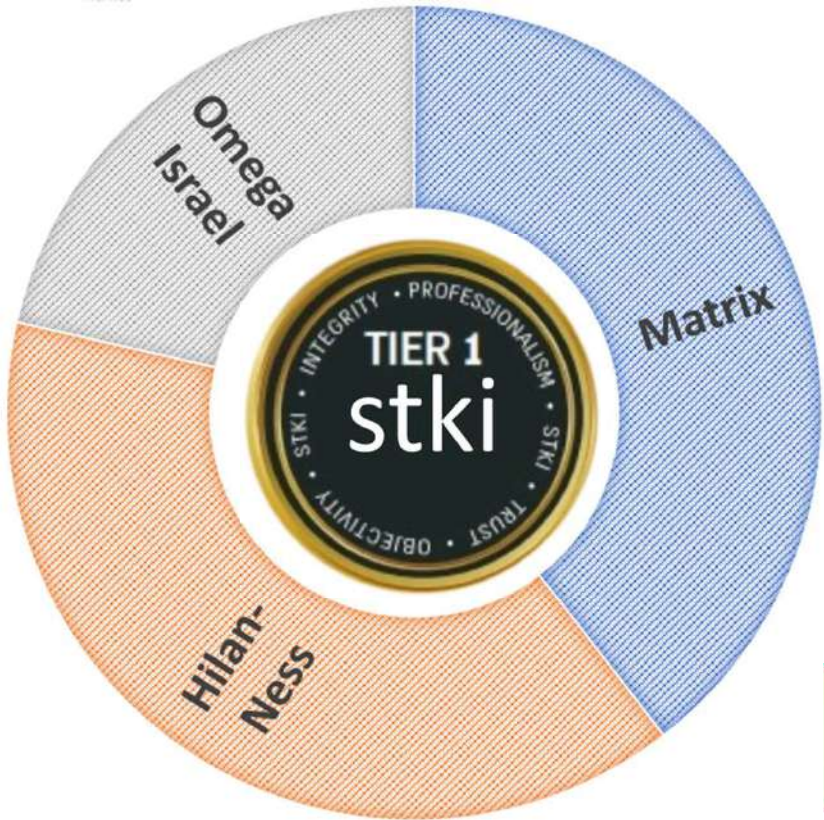 Omega
Israel
Matrix
Hilan-
Ness
TIER 1
stki
• PROFESSIONALISM • STKI • TRUST • OBJECTIVITY • STKI • INTEGRITY